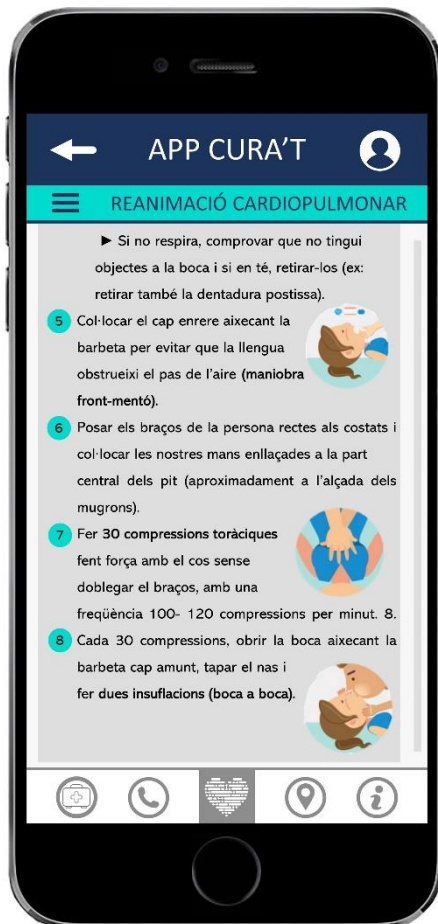 APP CURA'T
REANIMACIÓ CARDIOPULMONAR
► Si no respira, comprovar que no tingui
objectes a la boca i si en té, retirar-los (ex:
retirar també la dentadura postissa).
5 Col·locar el cap enrere aixecant la
barbeta per evitar que la llengua
obstrueixi el pas de l'aire (maniobra
front-mentó).
6 Posar els braços de la persona rectes als costats i
col·locar les nostres mans enllaçades a la part
central dels pit (aproximadament a l'alçada dels
mugrons).
7 Fer 30 compressions toràciques
fent força amb el cos sense
doblegar el braços, amb una
freqüència 100- 120 compressions per minut. 8.
8 Cada 30 compressions, obrir la boca aixecant la
barbeta cap amunt, tapar el nas i
fer dues insuflacions (boca a boca).